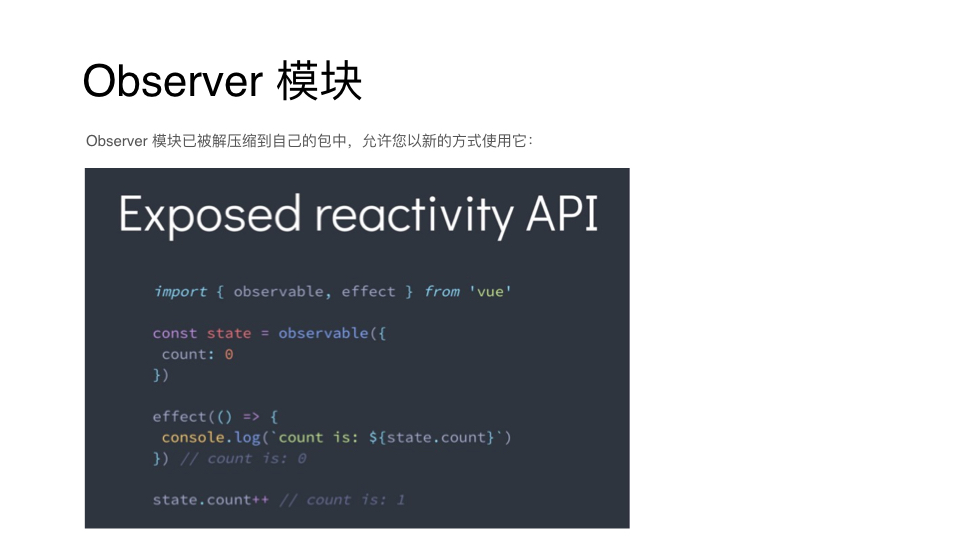 Observer 模块
Observer 模块已被解压缩到自己的包中，允许您以新的方式使用它：
Exposed reactivity API
import { observable, effect } from 'vue'
const state = observable({
 count: 0
})
effect(() => {
 console.log(`count is: ${state.count}`)
}) // count is: 0
state.count++ // count is: 1